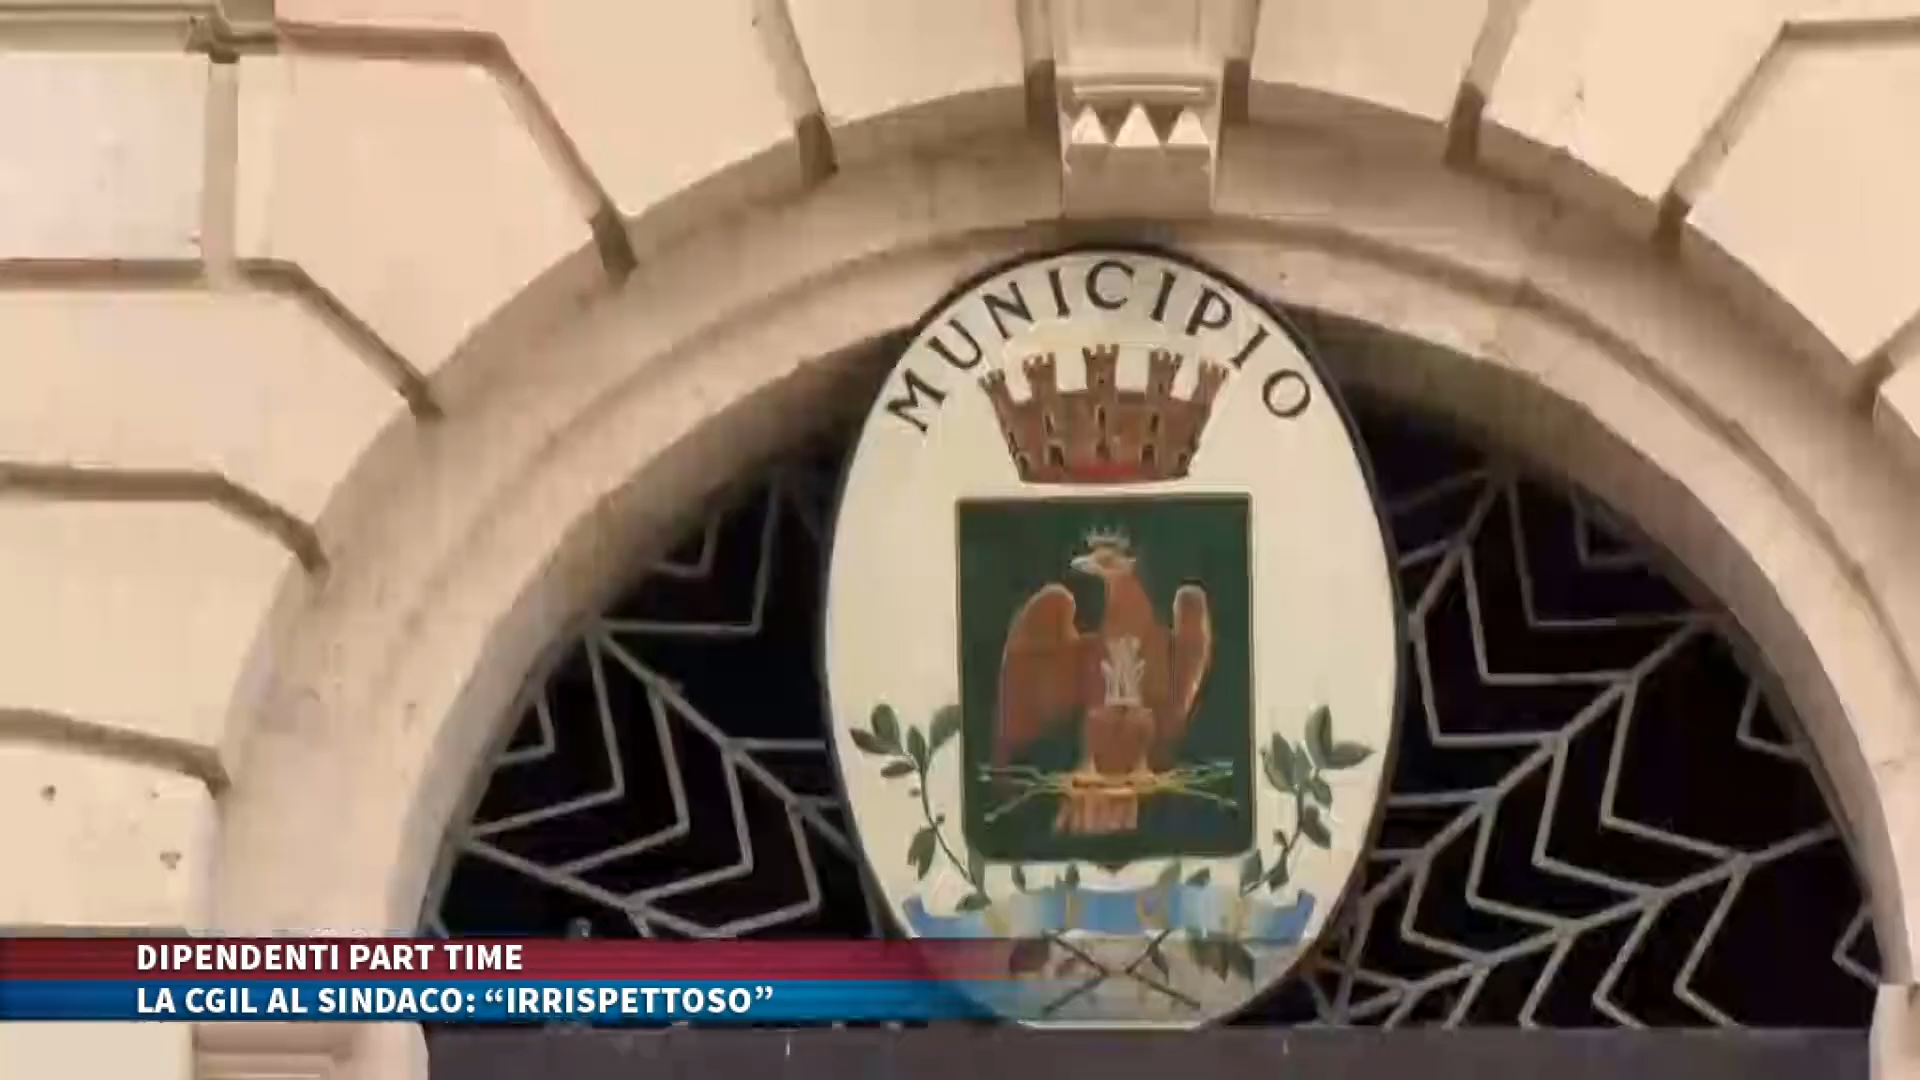 MUNICIPIO
DIPENDENTI PART TIME
LA CGIL AL SINDACO: “IRRISPETTOSO”